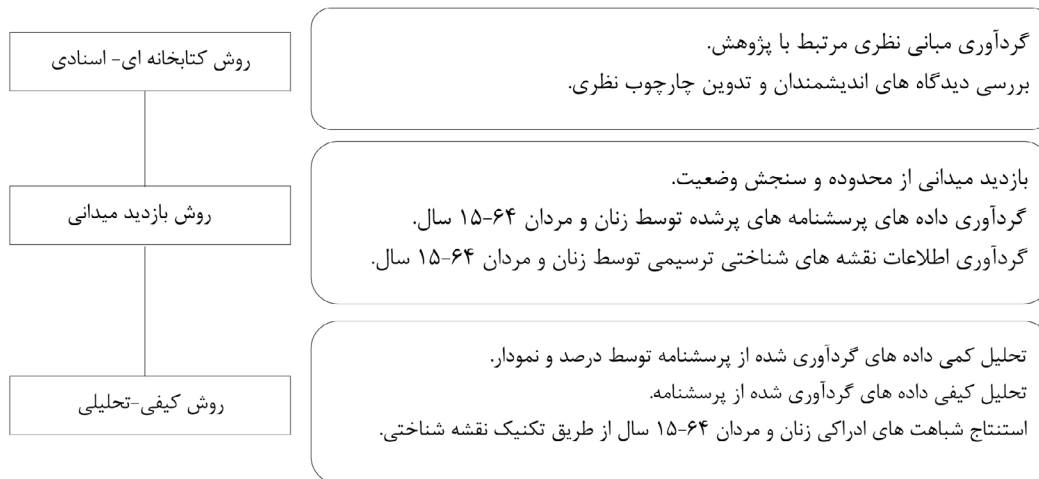 روش کتابخانه ای- اسنادی
گردآوری مبانی نظری مرتبط با پژوهش.
بررسی دیدگاه های اندیشمندان و تدوین چارچوب نظری.
روش بازدید میدانی
بازدید میدانی از محدوده و سنجش وضعیت.
گردآوری داده های پرسشنامه های پرشده توسط زنان و مردان ۶۴-۱۵ سال.
گردآوری اطلاعات نقشه های شناختی ترسیمی توسط زنان و مردان ۶۴-۱۵ سال.
روش کیفی-تحلیلی
تحلیل کمی داده های گردآوری شده از پرسشنامه توسط درصد و نمودار.
تحلیل کیفی داده های گردآوری شده از پرسشنامه.
استنتاج شباهت های ادراکی زنان و مردان ۶۴-۱۵ سال از طریق تکنیک نقشه شناختی.